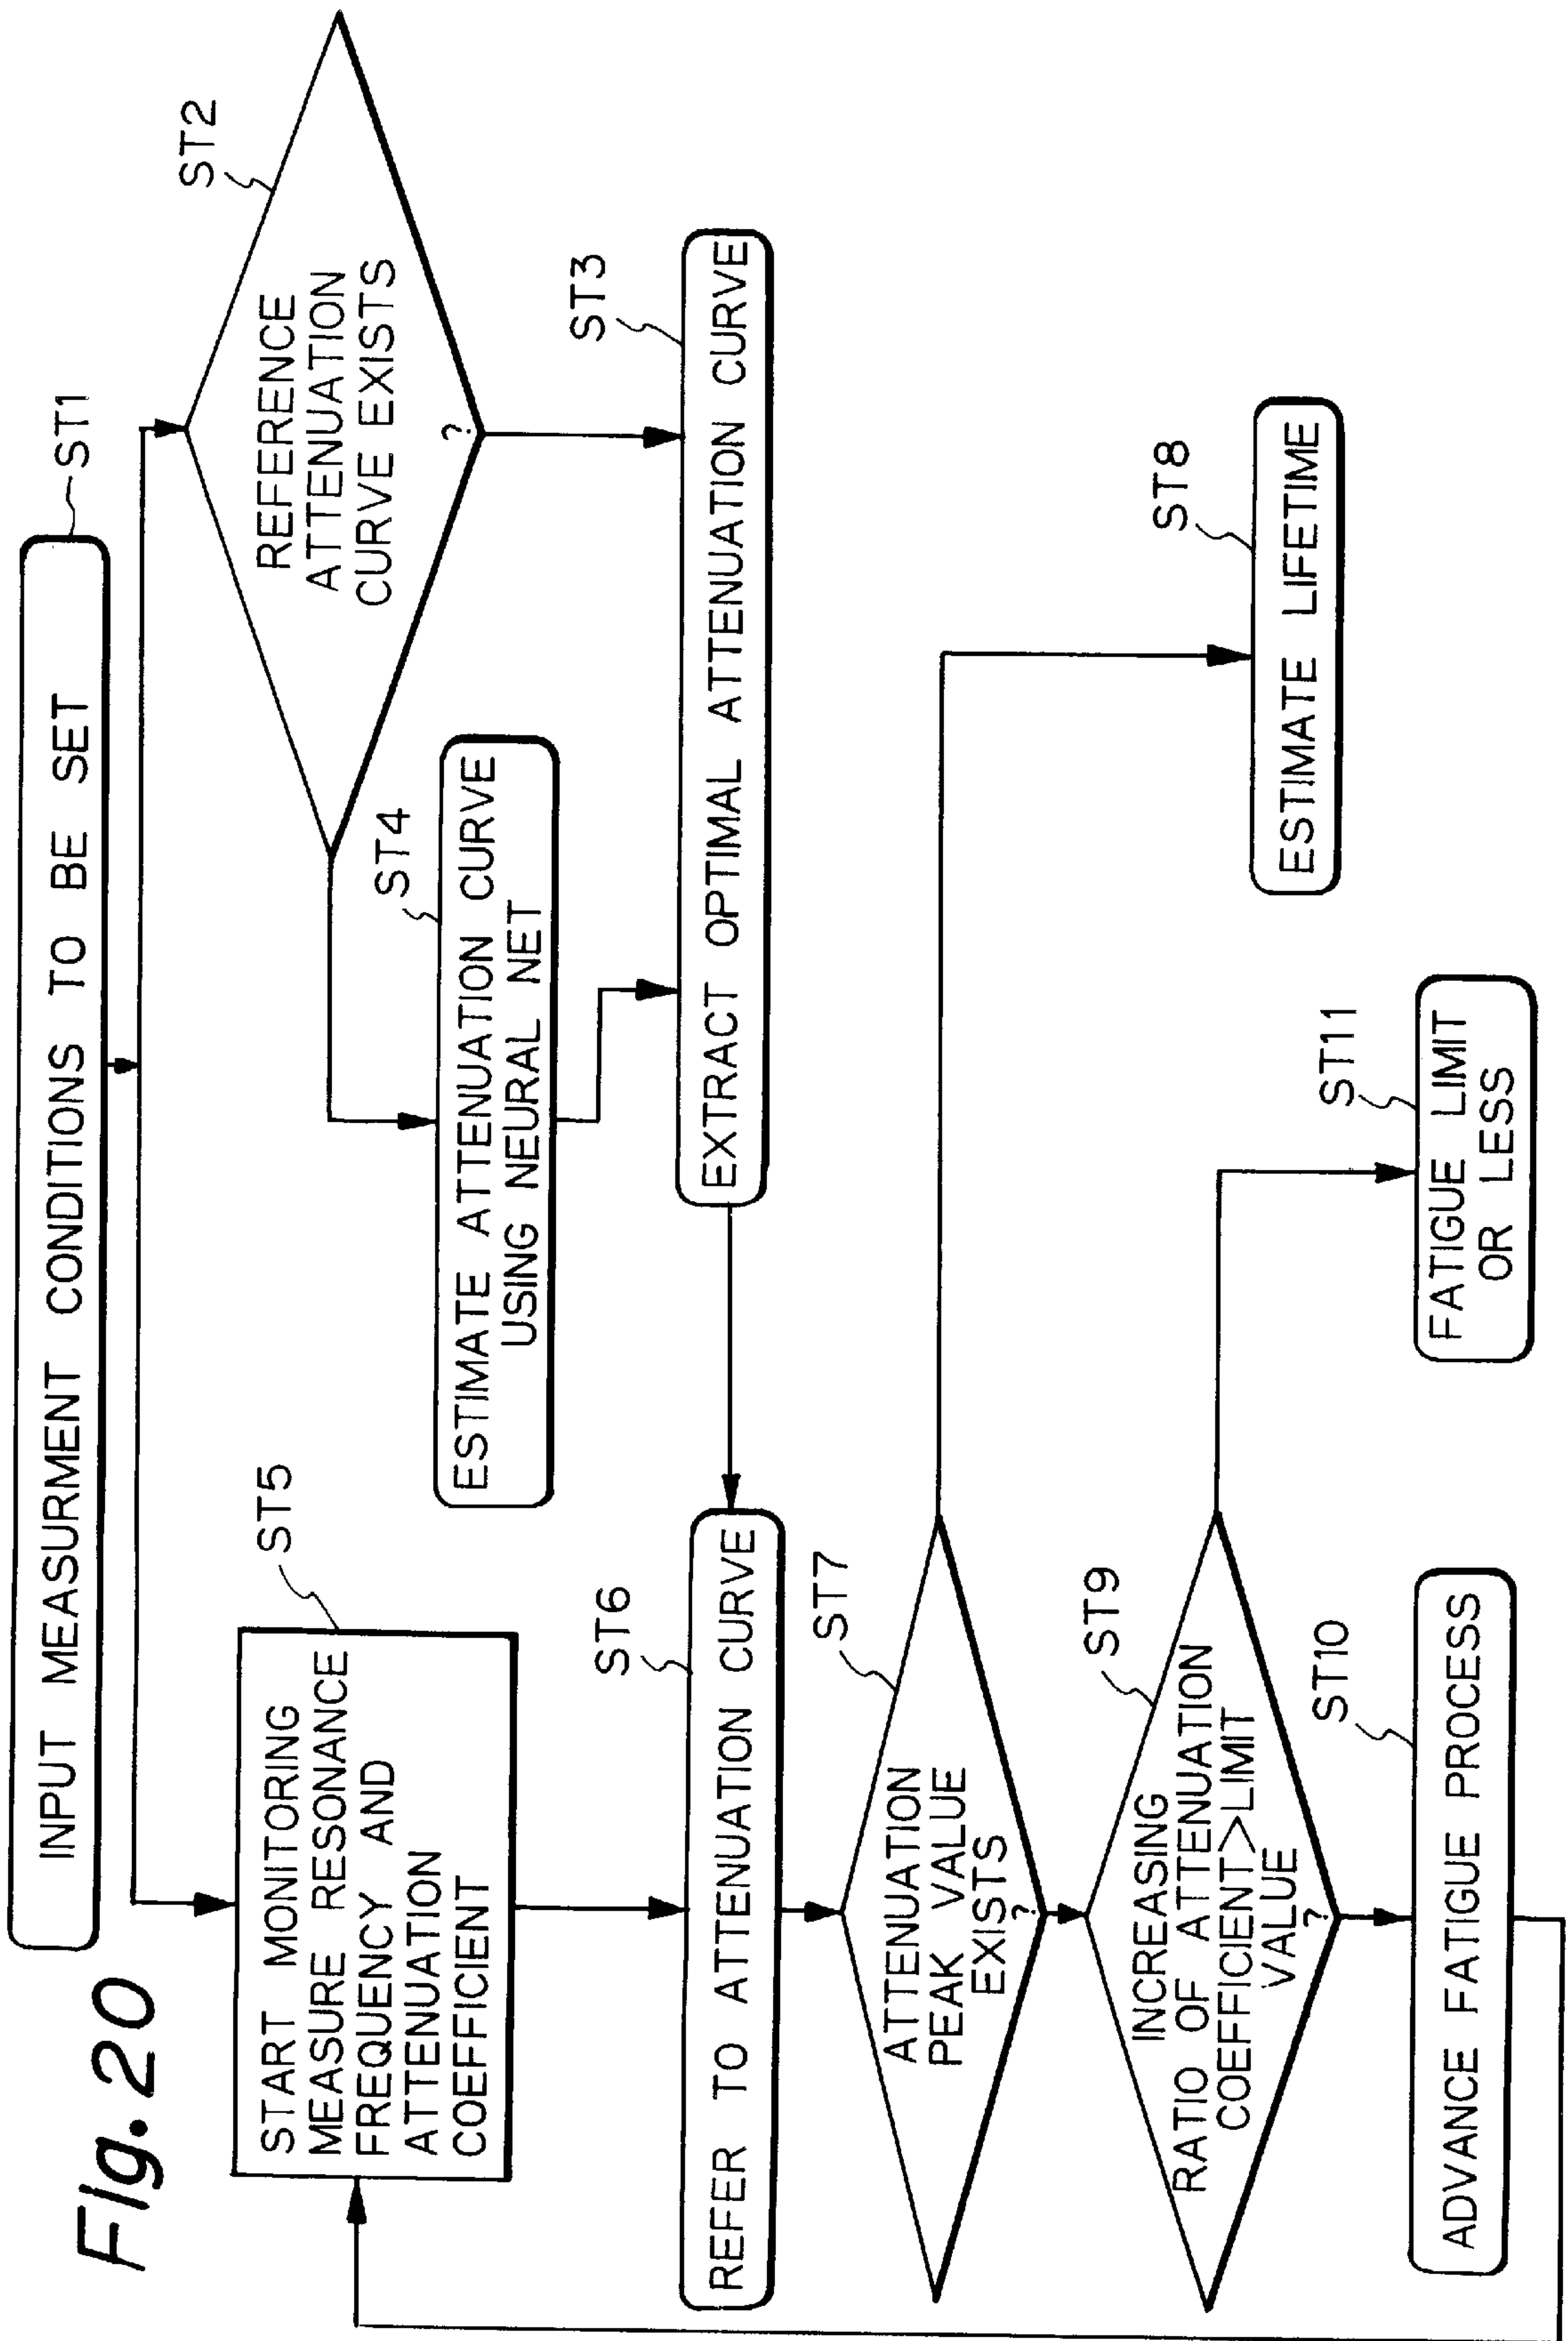 Fig. 20
INPUT MEASURMENT CONDITIONS TO BE SET
ST1
START MONITORING
MEASURE RESONANCE
FREQUENCY AND
ATTENUATION
COEFFICIENT
ST5
REFERENCE
ATTENUATION
CURVE EXISTS
?
ST2
ESTIMATE ATTENUATION CURVE
USING NEURAL NET
ST4
EXTRACT OPTIMAL ATTENUATION CURVE
ST3
REFER TO ATTENUATION CURVE
ST6
ATTENUATION
PEAK VALUE
EXISTS
?
ST7
ESTIMATE LIFETIME
ST8
INCREASING
RATIO OF ATTENUATION
COEFFICIENT>LIMIT
VALUE
?
ST9
ADVANCE FATIGUE PROCESS
ST10
FATIGUE LIMIT
OR LESS
ST11